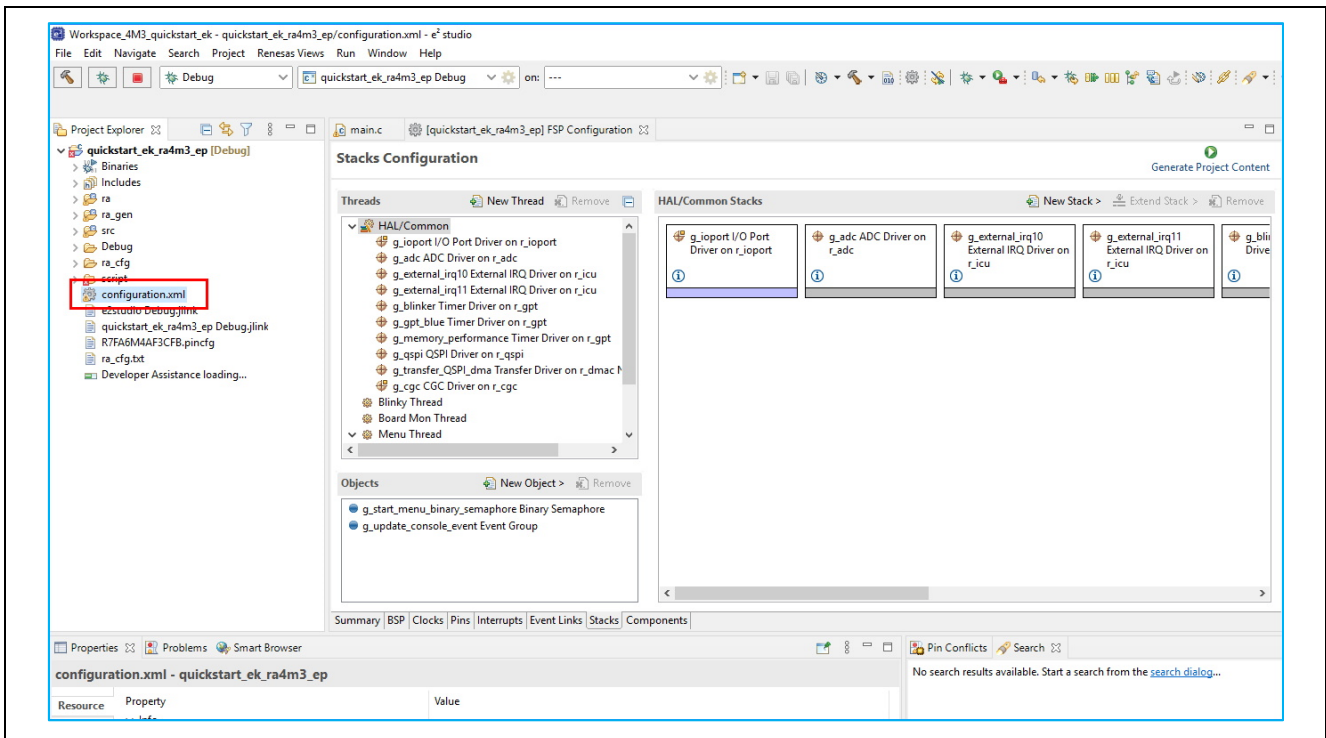 Workspace_4M3_quickstart_ek - quickstart_ek_ra4m3_ep/configuration.xml - e² studio
File Edit Navigate Search Project Renesas Views Run Window Help
Debug quickstart_ek_ra4m3_ep Debug on: ---
Project Explorer
main.c [quickstart_ek_ra4m3_ep] FSP Configuration
quickstart_ek_ra4m3_ep [Debug]
Binaries
Includes
ra
ra_gen
src
Debug
ra_cfg
script
configuration.xml
e2studio Debug.jlink
quickstart_ek_ra4m3_ep Debug.jlink
R7FA6M4AF3CFB.pincfg
ra_cfg.txt
Developer Assistance loading...
Stacks Configuration
Generate Project Content
Threads New Thread Remove
HAL/Common
g_ioport I/O Port Driver on r_ioport
g_adc ADC Driver on r_adc
g_external_irq10 External IRQ Driver on r_icu
g_external_irq11 External IRQ Driver on r_icu
g_blinker Timer Driver on r_gpt
g_gpt_blue Timer Driver on r_gpt
g_memory_performance Timer Driver on r_gpt
g_qspi QSPI Driver on r_qspi
g_transfer_QSPI_dma Transfer Driver on r_dmac
g_cgc CGC Driver on r_cgc
Blinky Thread
Board Mon Thread
Menu Thread
Objects New Object > Remove
g_start_menu_binary_semaphore Binary Semaphore
g_update_console_event Event Group
HAL/Common Stacks New Stack > Extend Stack > Remove
g_ioport I/O Port
Driver on r_ioport
g_adc ADC Driver on
r_adc
g_external_irq10
External IRQ Driver on
r_icu
g_external_irq11
External IRQ Driver on
r_icu
g_blin
Drive
Summary BSP Clocks Pins Interrupts Event Links Stacks Components
Properties Problems Smart Browser
configuration.xml - quickstart_ek_ra4m3_ep
Resource Property Value
Pin Conflicts Search
No search results available. Start a search from the search dialog...